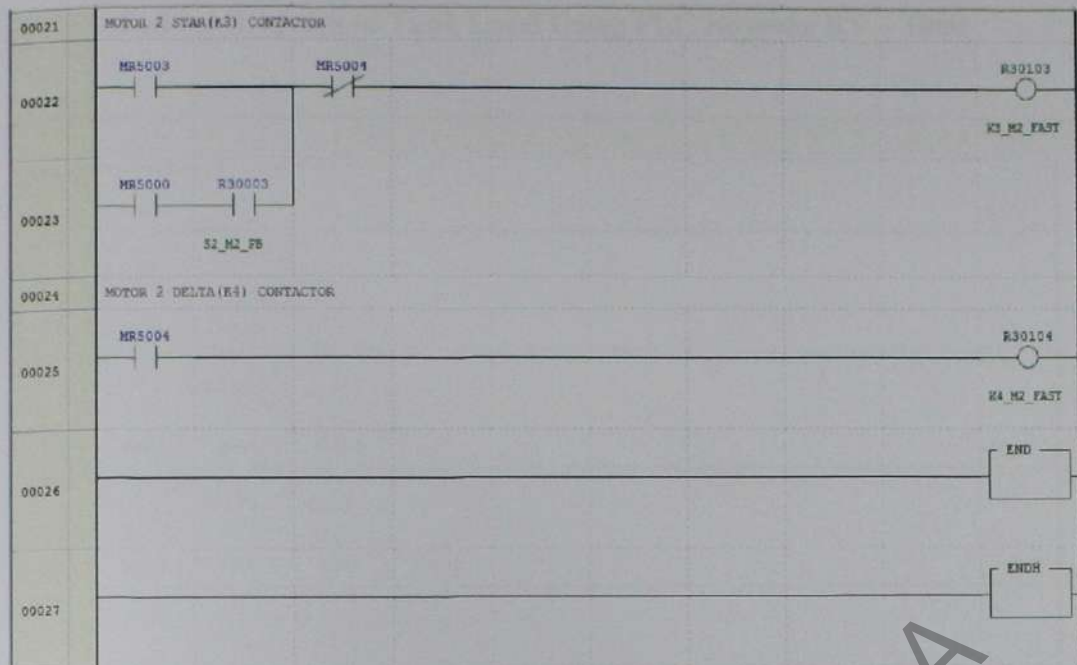 00021 MOTOR 2 STAR(K3) CONTACTOR
MR5003 MR5004 R30103
00022
K3_M2_FAST
MR5000 R30003
00023
S2_M2_PB
00024 MOTOR 2 DELTA(K4) CONTACTOR
MR5004 R30104
00025
K4_M2_FAST
END
00026
ENDH
00027
A